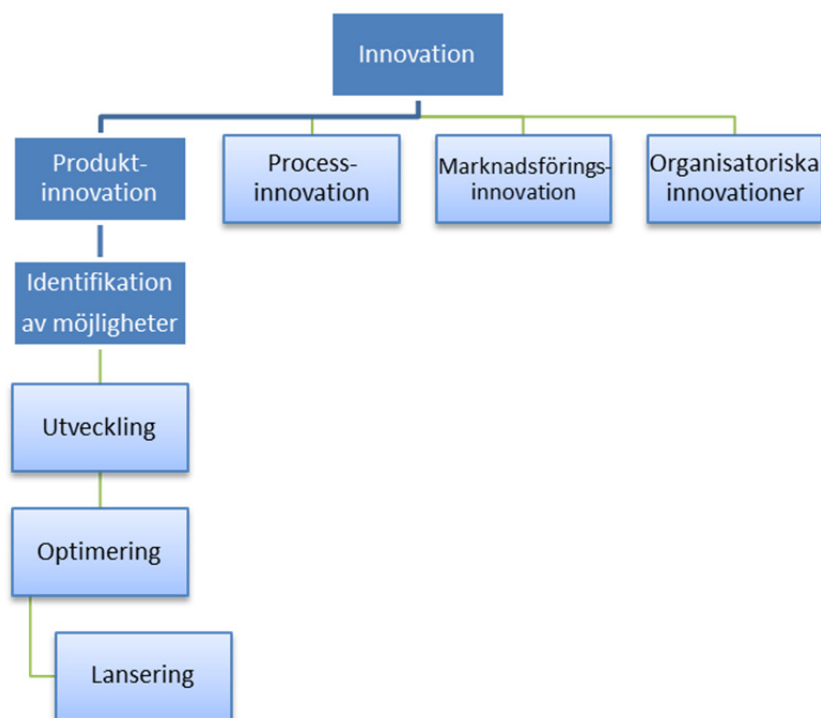 Innovation
Produkt-
innovation
Process-
innovation
Marknadsförings-
innovation
Organisatoriska
innovationer
Identifikation
av möjligheter
Utveckling
Optimering
Lansering